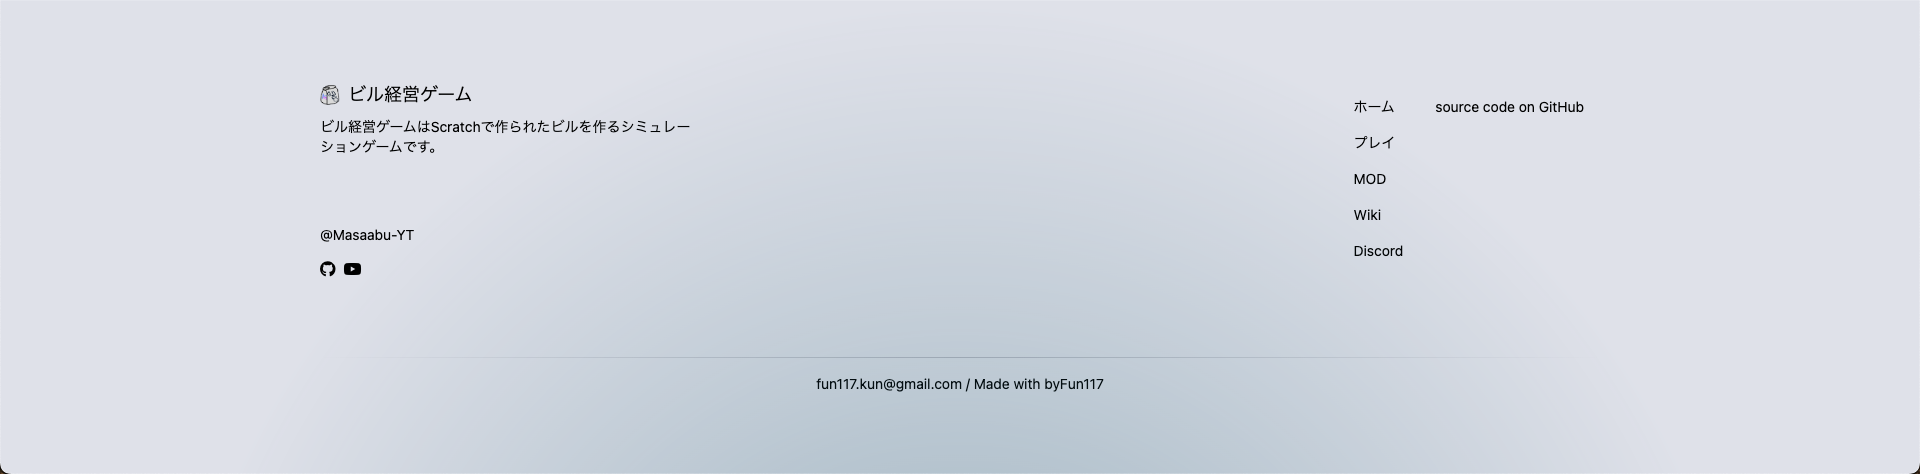 ビル経営ゲーム
ビル経営ゲームはScratchで作られたビルを作るシミュレー
ションゲームです。
@Masaabu-YT
ホーム
プレイ
MOD
Wiki
Discord
source code on GitHub
fun117.kun@gmail.com / Made with byFun117